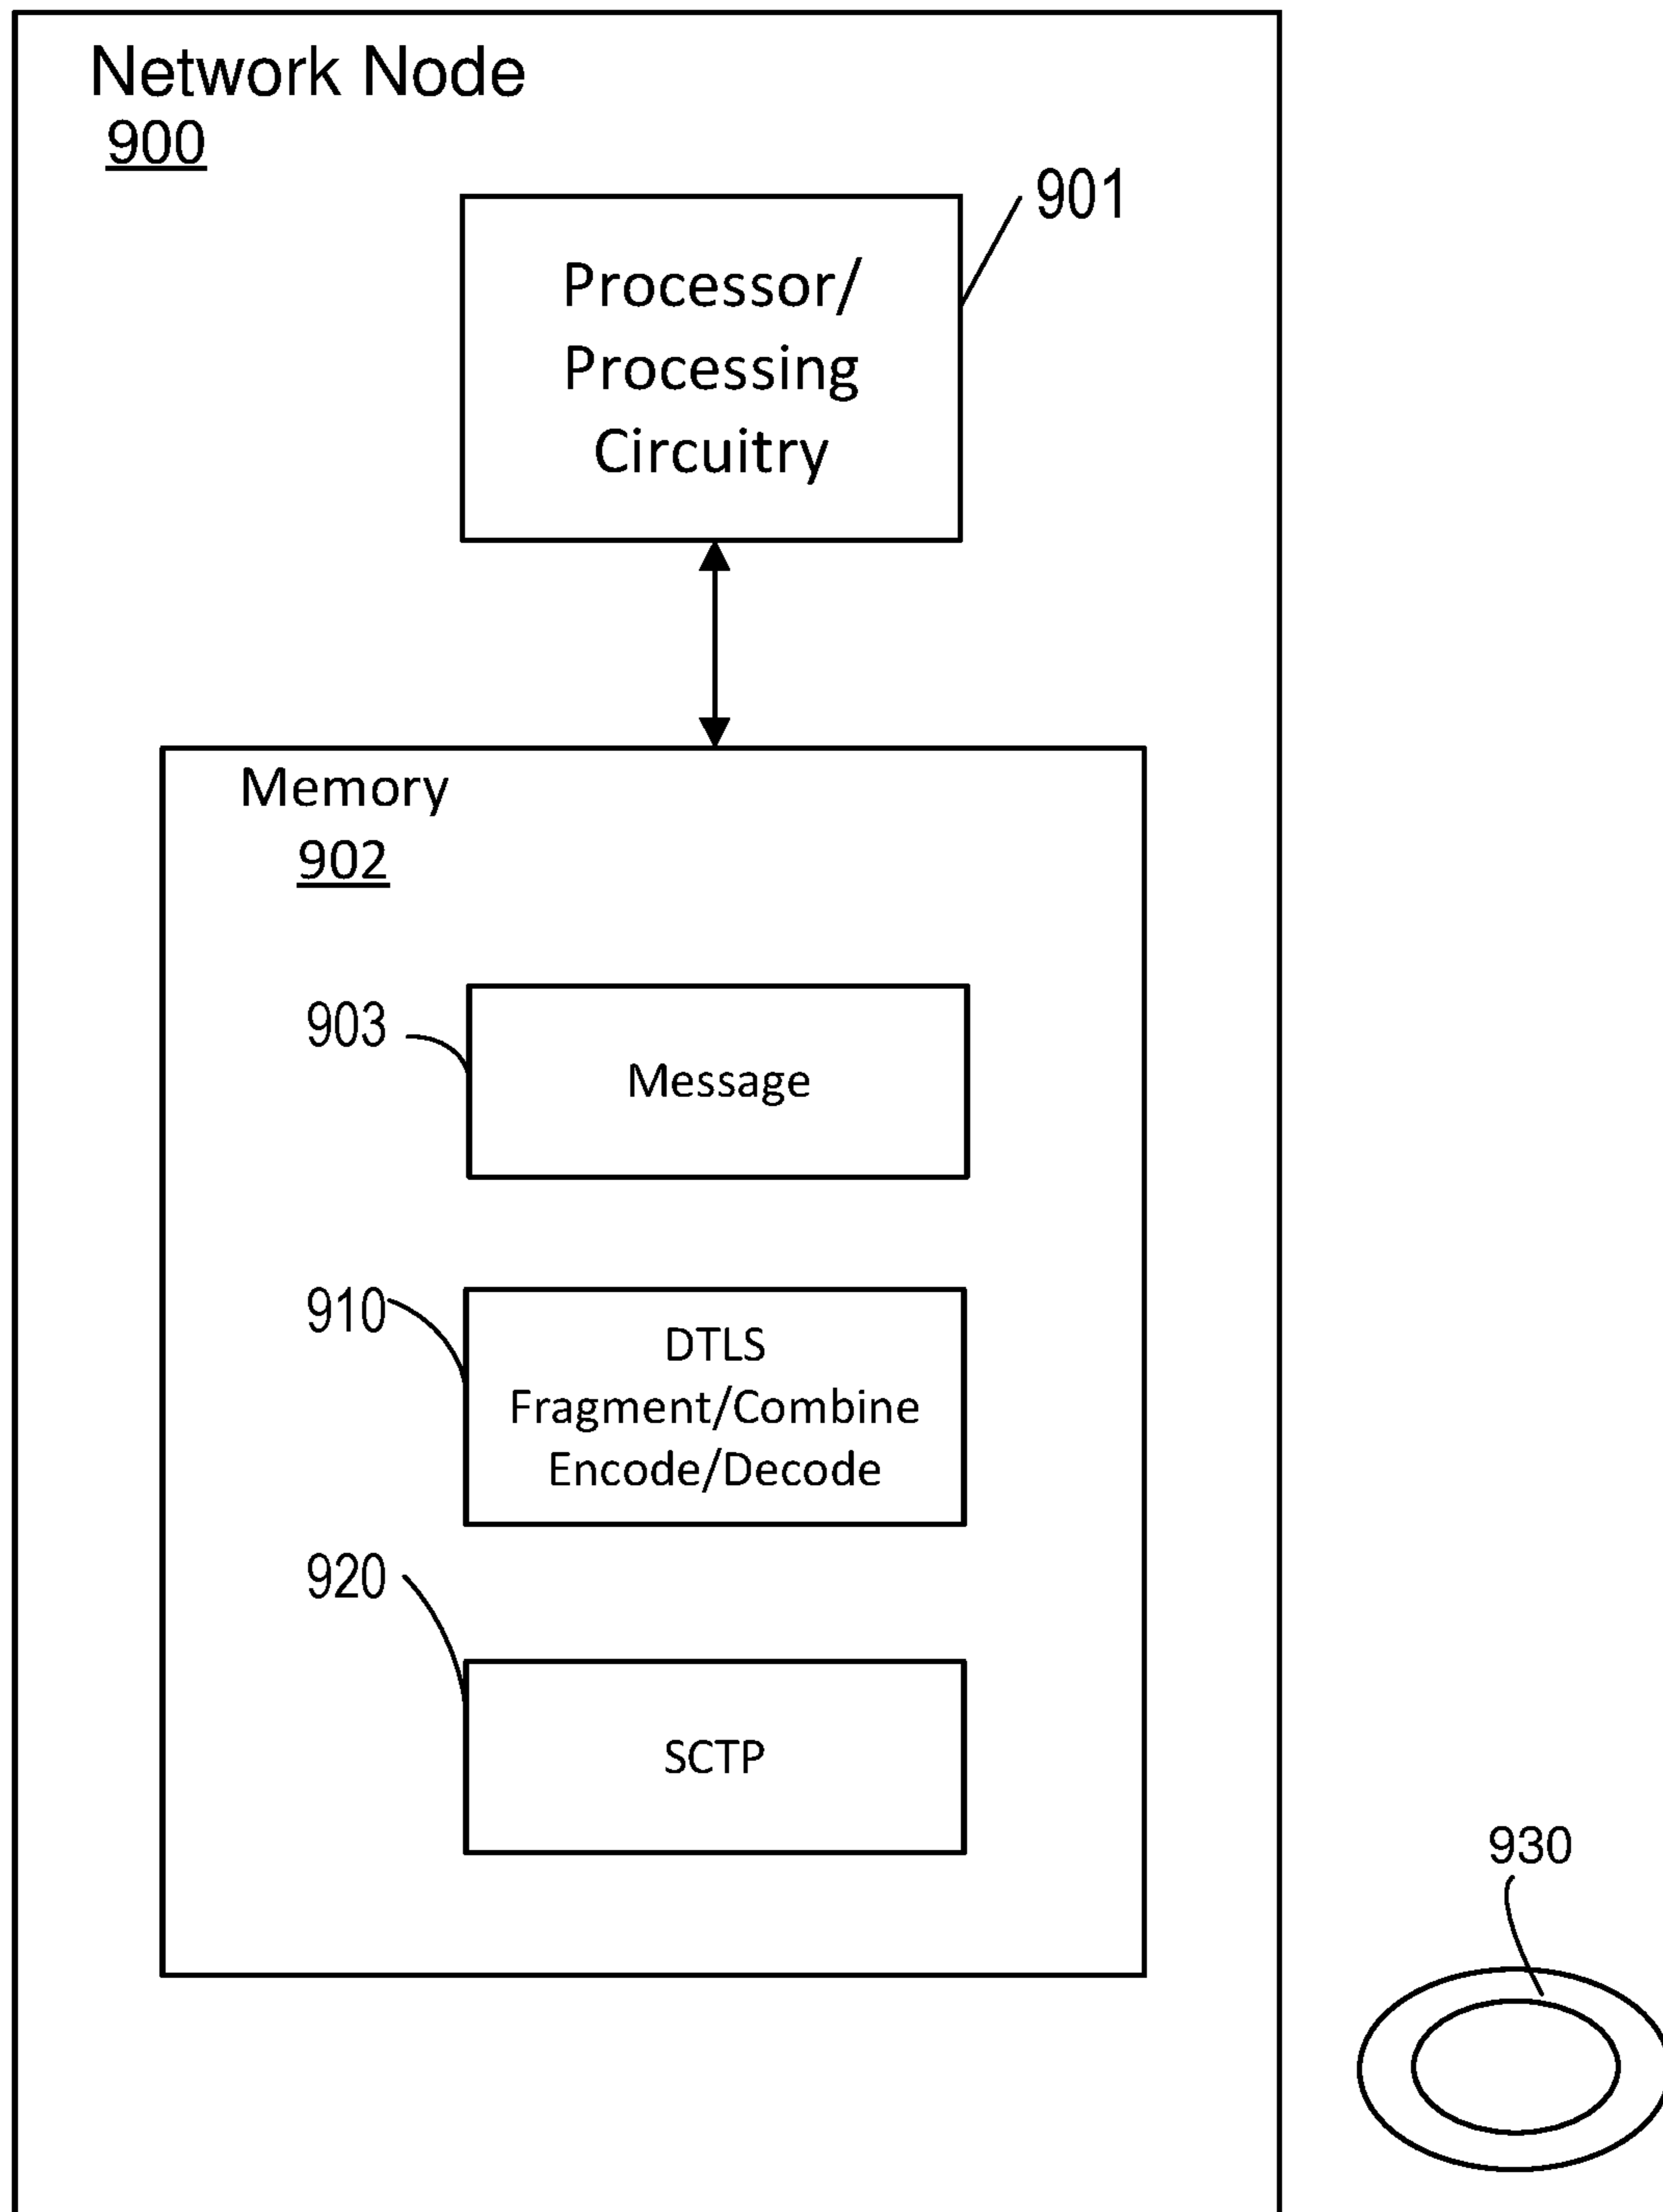 Network Node
900
901
Processor/
Processing
Circuitry
Memory
902
903
Message
910
DTLS
Fragment/Combine
Encode/Decode
920
SCTP
930